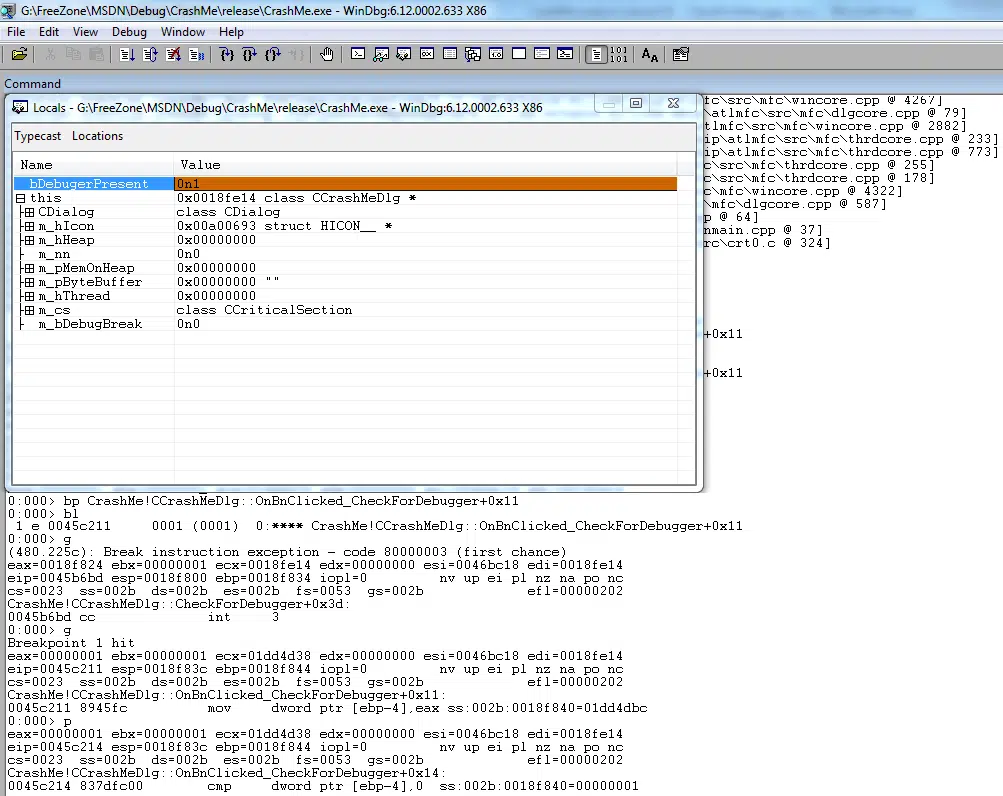 G:\FreeZone\MSDN\Debug\CrashMe\release\CrashMe.exe - WinDbg:6.12.0002.633 X86
File Edit View Debug Window Help
Command
Locals - G:\FreeZone\MSDN\Debug\CrashMe\release\CrashMe.exe - WinDbg:6.12.0002.633 X86
Typecast Locations
Name Value
bDebugerPresent 0n1
this 0x0018fe14 class CCrashMeDlg *
CDialog class CDialog
m_hIcon 0x00a00693 struct HICON__ *
m_hHeap 0x00000000
m_nn 0n0
m_pMemOnHeap 0x00000000
m_pByteBuffer 0x00000000 ""
m_hThread 0x00000000
m_cs class CCriticalSection
m_bDebugBreak 0n0
fc\src\mfc\wincore.cpp @ 4267]
\atlmfc\src\mfc\dlgcore.cpp @ 79]
tlmfc\src\mfc\wincore.cpp @ 2882]
ip\atlmfc\src\mfc\thrdcore.cpp @ 233]
ip\atlmfc\src\mfc\thrdcore.cpp @ 773]
c\src\mfc\thrdcore.cpp @ 255]
c\src\mfc\thrdcore.cpp @ 178]
c\mfc\wincore.cpp @ 4322]
\mfc\dlgcore.cpp @ 587]
p @ 64]
nmain.cpp @ 37]
rc\crt0.c @ 324]
+0x11
+0x11
0:000> bp CrashMe!CCrashMeDlg::OnBnClicked_CheckForDebugger+0x11
0:000> bl
1 e 0045c211 0001 (0001) 0:**** CrashMe!CCrashMeDlg::OnBnClicked_CheckForDebugger+0x11
0:000> g
(480.225c): Break instruction exception - code 80000003 (first chance)
eax=0018f824 ebx=00000001 ecx=0018fe14 edx=00000000 esi=0046bc18 edi=0018fe14
eip=0045b6bd esp=0018f800 ebp=0018f834 iopl=0 nv up ei pl nz na po nc
cs=0023 ss=002b ds=002b es=002b fs=0053 gs=002b efl=00000202
CrashMe!CCrashMeDlg::CheckForDebugger+0x3d:
0045b6bd cc int 3
0:000> g
Breakpoint 1 hit
eax=00000001 ebx=00000001 ecx=01dd4d38 edx=00000000 esi=0046bc18 edi=0018fe14
eip=0045c211 esp=0018f83c ebp=0018f844 iopl=0 nv up ei pl nz na po nc
cs=0023 ss=002b ds=002b es=002b fs=0053 gs=002b efl=00000202
CrashMe!CCrashMeDlg::OnBnClicked_CheckForDebugger+0x11:
0045c211 8945fc mov dword ptr [ebp-4],eax ss:002b:0018f840=01dd4dbc
0:000> p
eax=00000001 ebx=00000001 ecx=01dd4d38 edx=00000000 esi=0046bc18 edi=0018fe14
eip=0045c214 esp=0018f83c ebp=0018f844 iopl=0 nv up ei pl nz na po nc
cs=0023 ss=002b ds=002b es=002b fs=0053 gs=002b efl=00000202
CrashMe!CCrashMeDlg::OnBnClicked_CheckForDebugger+0x14:
0045c214 837dfc00 cmp dword ptr [ebp-4],0 ss:002b:0018f840=00000001